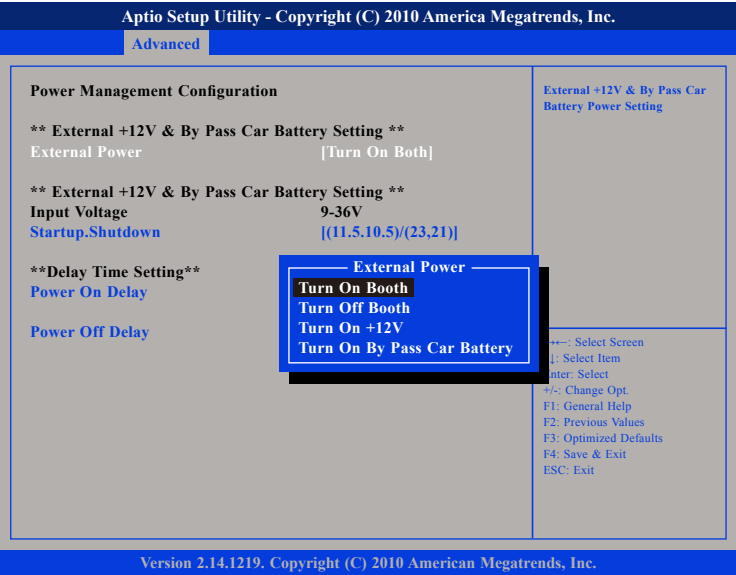 Aptio Setup Utility - Copyright (C) 2010 America Megatrends, Inc.
Advanced
Power Management Configuration
** External +12V & By Pass Car Battery Setting **
External Power [Turn On Both]
** External +12V & By Pass Car Battery Setting **
Input Voltage 9-36V
Startup.Shutdown [(11.5.10.5)/(23,21)]
**Delay Time Setting**
Power On Delay
Power Off Delay
External Power
Turn On Booth
Turn Off Booth
Turn On +12V
Turn On By Pass Car Battery
External +12V & By Pass Car
Battery Power Setting
→←: Select Screen
↓: Select Item
nter: Select
+/-: Change Opt.
F1: General Help
F2: Previous Values
F3: Optimized Defaults
F4: Save & Exit
ESC: Exit
Version 2.14.1219. Copyright (C) 2010 American Megatrends, Inc.